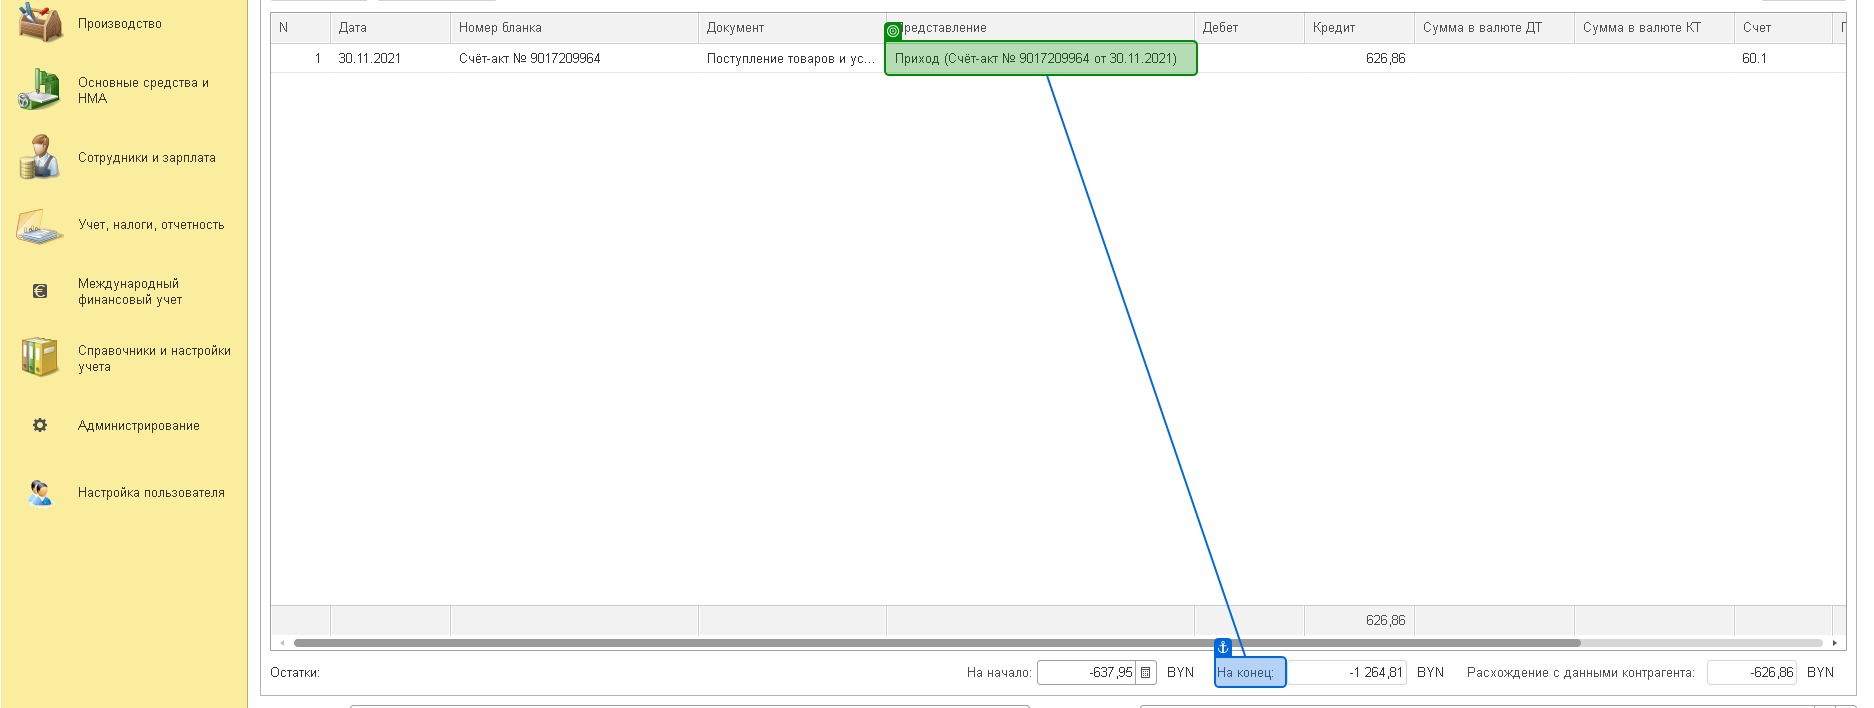 Производство
Основные средства и
НМА
Сотрудники и зарплата
Учет, налоги, отчетность
Международный
финансовый учет
Справочники и настройки
учета
Администрирование
Настройка пользователя
N Дата Номер бланка Документ Представление Дебет Кредит Сумма в валюте ДТ Сумма в валюте КТ Счет
1 30.11.2021 Счёт-акт № 9017209964 Поступление товаров и ус... Приход (Счёт-акт № 9017209964 от 30.11.2021) 626,86 60.1
626,86
Остатки: На начало: -637,95 BYN На конец: -1 264,81 BYN Расхождение с данными контрагента: -626,86 BYN